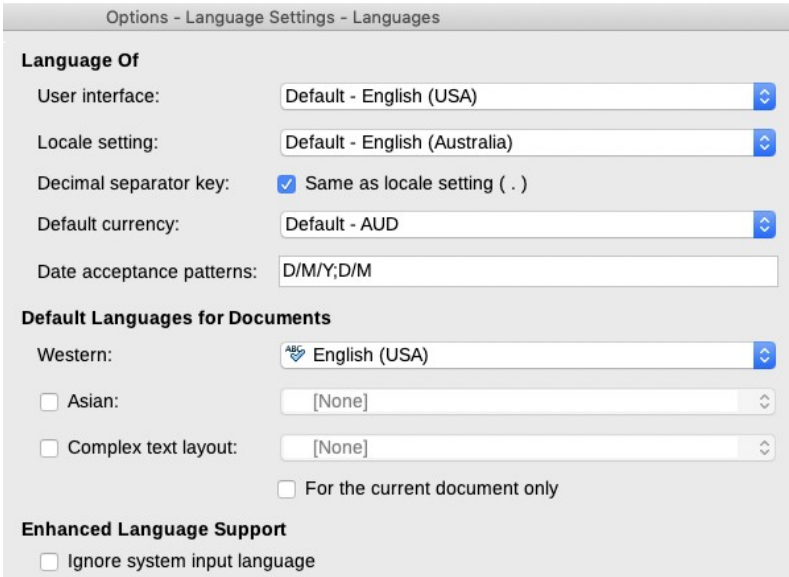 Options - Language Settings - Languages
Language Of
User interface: Default - English (USA)
Locale setting: Default - English (Australia)
Decimal separator key: Same as locale setting ( . )
Default currency: Default - AUD
Date acceptance patterns: D/M/Y;D/M
Default Languages for Documents
Western: ABC English (USA)
Asian: [None]
Complex text layout: [None]
For the current document only
Enhanced Language Support
Ignore system input language